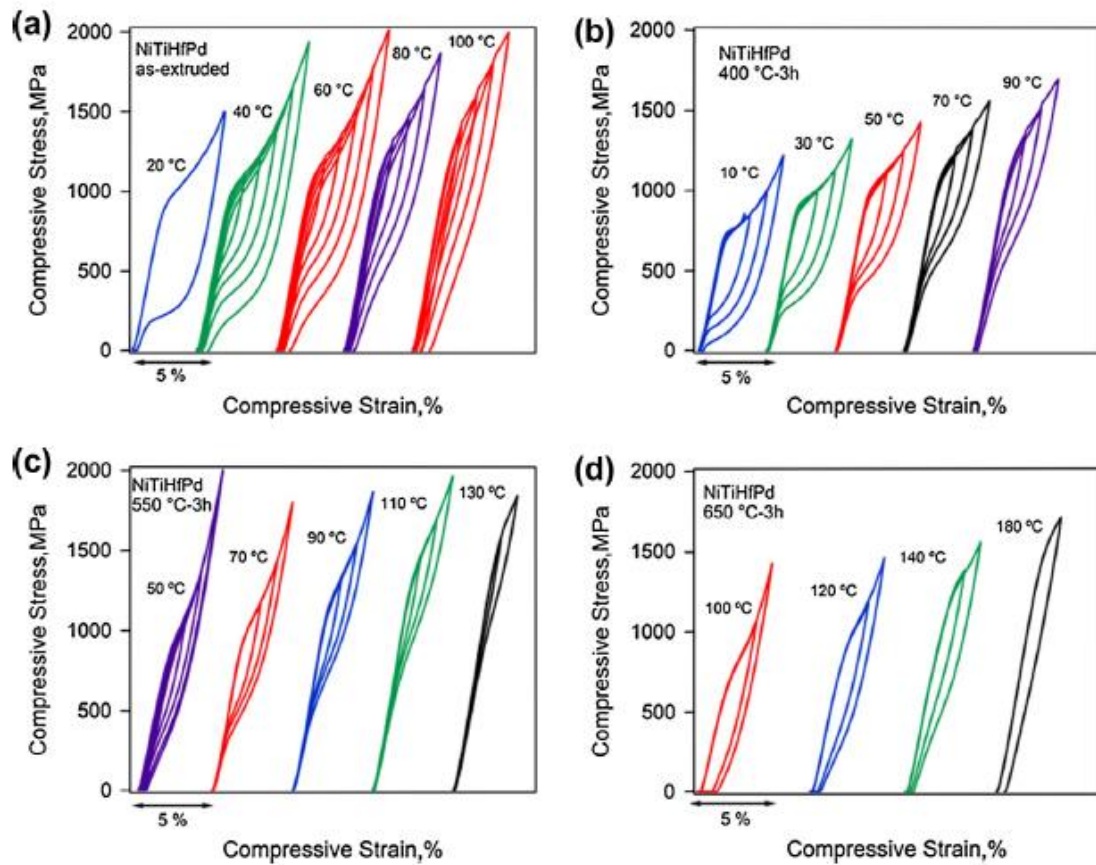 (a)
NiTiHfPd
as-extruded
20 °C
40 °C
60 °C
80 °C
100 °C
2000
1500
1000
500
0
Compressive Stress,MPa
5 %
Compressive Strain,%
(b)
NiTiHfPd
400 °C-3h
10 °C
30 °C
50 °C
70 °C
90 °C
2000
1500
1000
500
0
Compressive Stress,MPa
5 %
Compressive Strain,%
(c)
NiTiHfPd
550 °C-3h
50 °C
70 °C
90 °C
110 °C
130 °C
2000
1500
1000
500
0
Compressive Stress,MPa
5 %
Compressive Strain,%
(d)
NiTiHfPd
650 °C-3h
100 °C
120 °C
140 °C
180 °C
2000
1500
1000
500
0
Compressive Stress,MPa
5 %
Compressive Strain,%